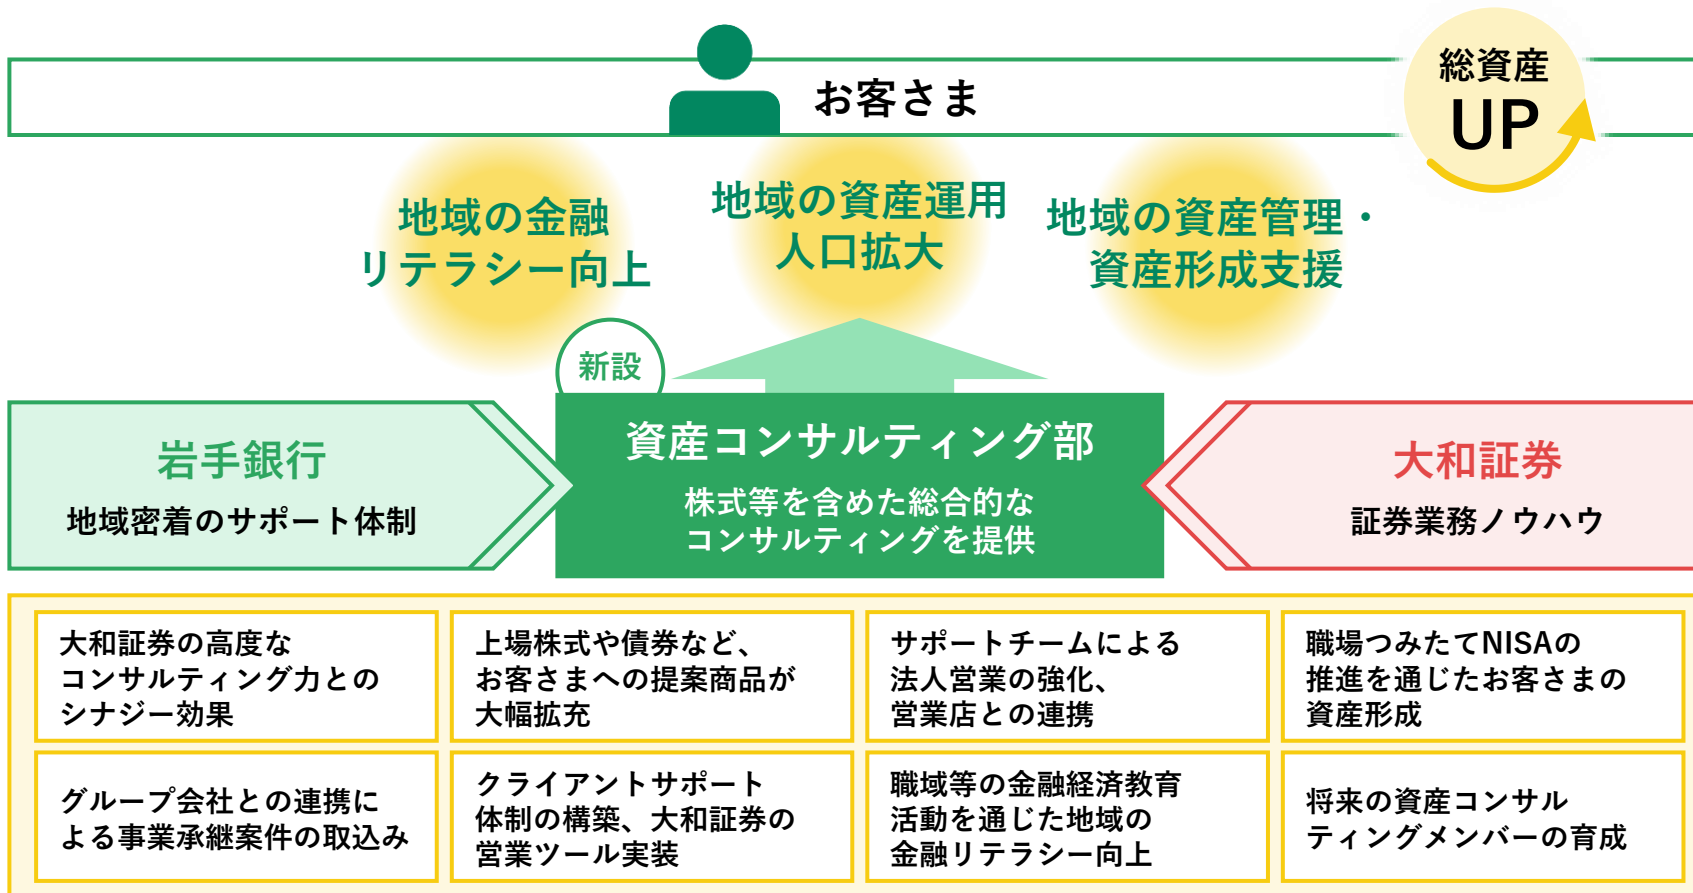 お客さま
総資産
UP
地域の金融
リテラシー向上
地域の資産運用
人口拡大
地域の資産管理・
資産形成支援
新設
岩手銀行
地域密着のサポート体制
資産コンサルティング部
株式等を含めた総合的な
コンサルティングを提供
大和証券
証券業務ノウハウ
大和証券の高度な
コンサルティング力との
シナジー効果
上場株式や債券など、
お客さまへの提案商品が
大幅拡充
サポートチームによる
法人営業の強化、
営業店との連携
職場つみたてNISAの
推進を通じたお客さまの
資産形成
グループ会社との連携に
よる事業承継案件の取込み
クライアントサポート
体制の構築、大和証券の
営業ツール実装
職域等の金融経済教育
活動を通じた地域の
金融リテラシー向上
将来の資産コンサル
ティングメンバーの育成